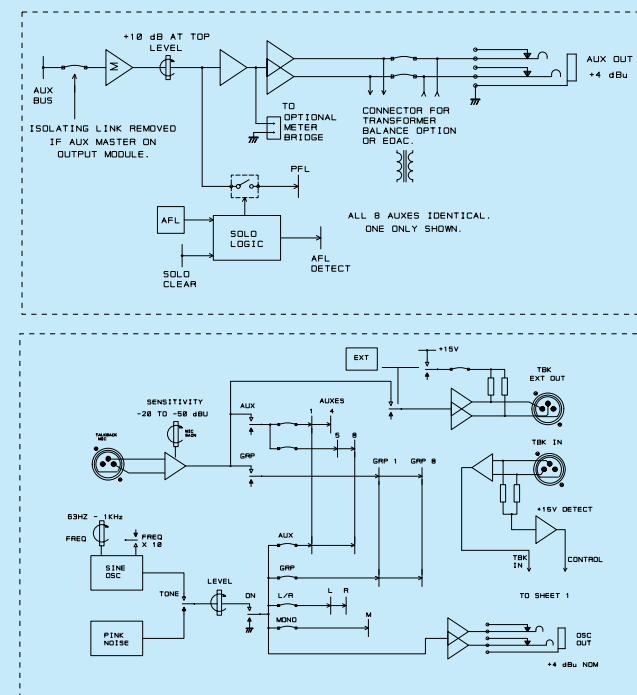 +10 dB AT TOP
LEVEL
AUX OUT
+4 dBu
AUX
BUS
Σ
TO
OPTIONAL
METER
BRIDGE
CONNECTOR FOR
TRANSFORMER
BALANCE OPTION
OR EDAC.
ISOLATING LINK REMOVED
IF AUX MASTER ON
OUTPUT MODULE.
PFL
AFL
SOLO
LOGIC
ALL 8 AUXES IDENTICAL.
ONE ONLY SHOWN.
SOLO
CLEAR
AFL
DETECT
EXT
+15V
TBK
EXT OUT
SENSITIVITY
-20 TO -50 dBU
MIC
GAIN
TALKBACK
MIC
AUX
AUXES
1 4
5 8
GRP
GRP 1 GRP 8
TBK IN
+15V DETECT
63HZ - 1KHz
FREQ
FREQ
X 10
SINE
OSC
TONE
LEVEL
ON
AUX
GRP
L/R
L R
MONO
M
TBK
IN
CONTROL
TO SHEET 1
PINK
NOISE
OSC
OUT
+4 dBu NOM